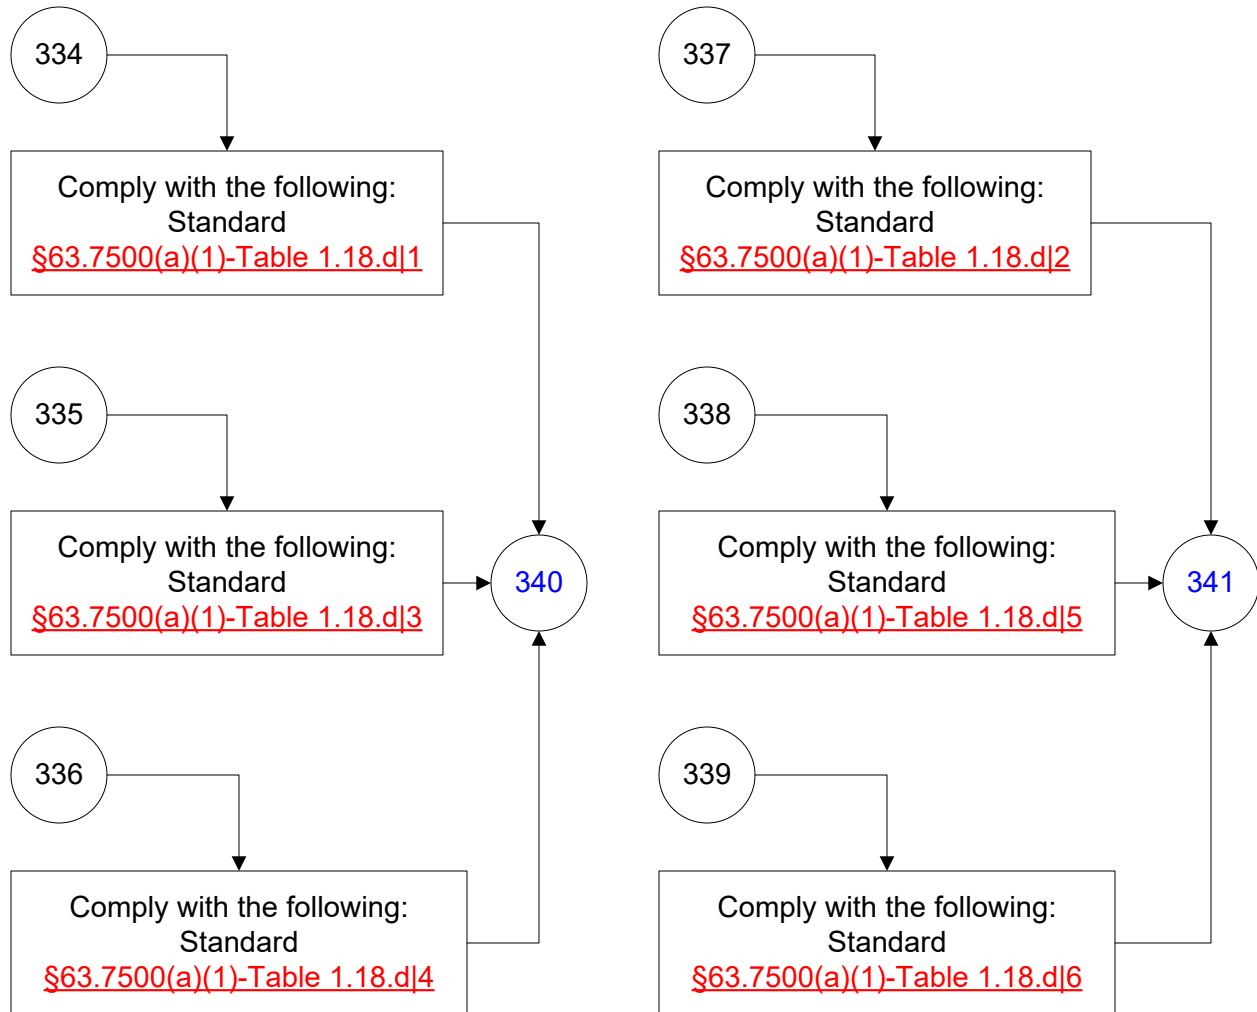 334
Comply with the following:
Standard
§63.7500(a)(1)-Table 1.18.d|1
335
Comply with the following:
Standard
§63.7500(a)(1)-Table 1.18.d|3
336
Comply with the following:
Standard
§63.7500(a)(1)-Table 1.18.d|4
340
337
Comply with the following:
Standard
§63.7500(a)(1)-Table 1.18.d|2
338
Comply with the following:
Standard
§63.7500(a)(1)-Table 1.18.d|5
339
Comply with the following:
Standard
§63.7500(a)(1)-Table 1.18.d|6
341